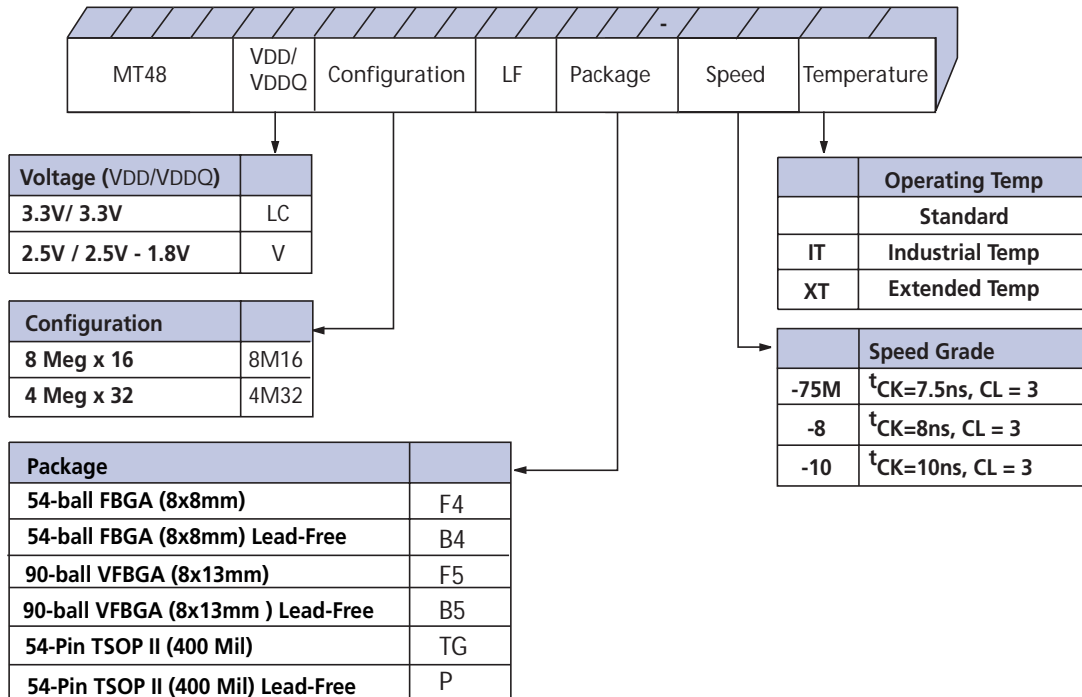 -
MT48 VDD/ VDDQ Configuration LF Package Speed Temperature
Voltage (VDD/VDDQ)
3.3V/ 3.3V LC
2.5V / 2.5V - 1.8V V
Configuration
8 Meg x 16 8M16
4 Meg x 32 4M32
Package
54-ball FBGA (8x8mm) F4
54-ball FBGA (8x8mm) Lead-Free B4
90-ball VFBGA (8x13mm) F5
90-ball VFBGA (8x13mm ) Lead-Free B5
54-Pin TSOP II (400 Mil) TG
54-Pin TSOP II (400 Mil) Lead-Free P
Operating Temp
Standard
IT Industrial Temp
XT Extended Temp
Speed Grade
-75M tCK=7.5ns, CL = 3
-8 tCK=8ns, CL = 3
-10 tCK=10ns, CL = 3